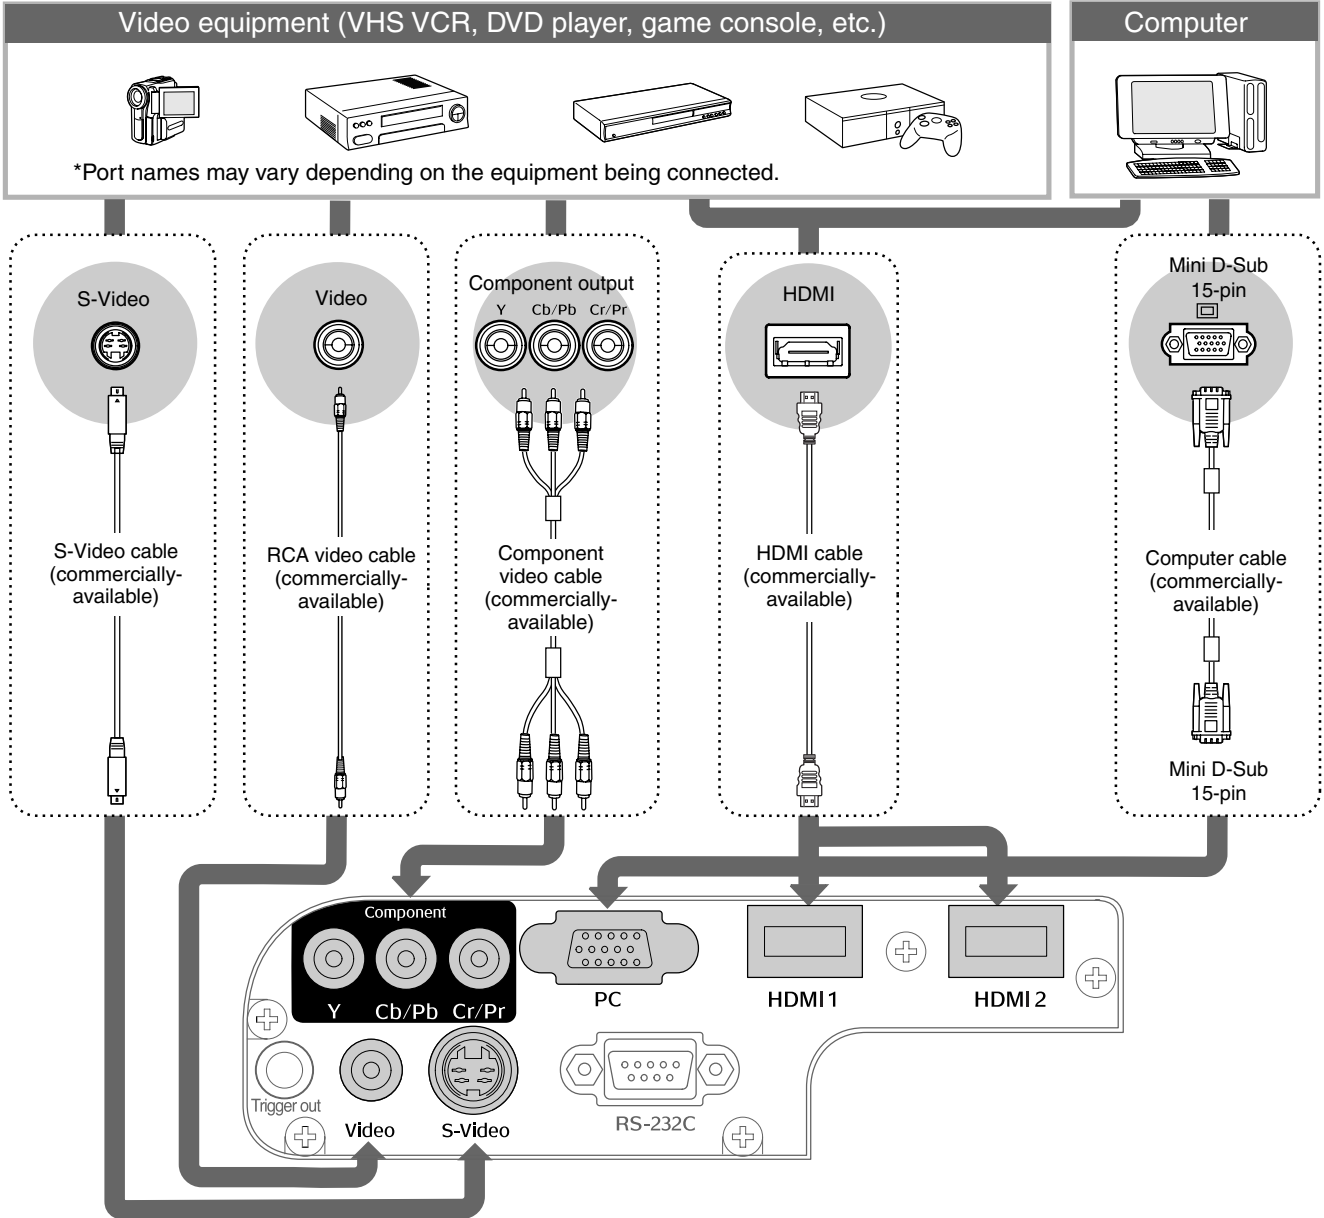 Video equipment (VHS VCR, DVD player, game console, etc.)
Computer
*Port names may vary depending on the equipment being connected.
S-Video
Video
Component output
Y Cb/Pb Cr/Pr
HDMI
Mini D-Sub
15-pin
S-Video cable
(commercially-
available)
RCA video cable
(commercially-
available)
Component
video cable
(commercially-
available)
HDMI cable
(commercially-
available)
Computer cable
(commercially-
available)
Mini D-Sub
15-pin
Component
Y Cb/Pb Cr/Pr
PC
HDMI1
HDMI2
Trigger out
Video
S-Video
RS-232C